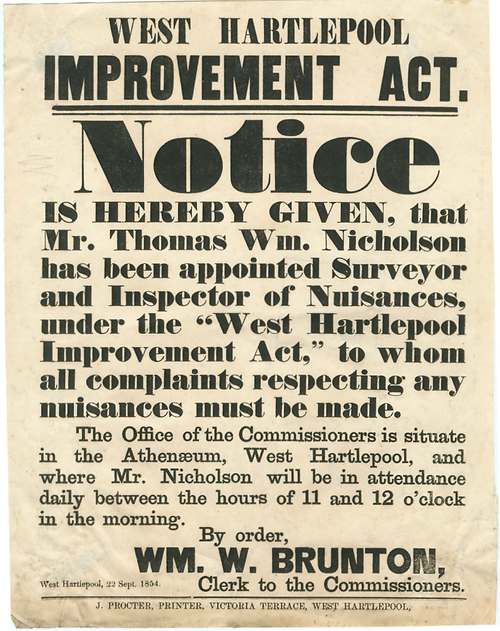 WEST HARTLEPOOL
IMPROVEMENT ACT.
Notice
IS HEREBY GIVEN, that
Mr. Thomas Wm. Nicholson
has been appointed Surveyor
and Inspector of Nuisances,
under the “West Hartlepool
Improvement Act,” to whom
all complaints respecting any
nuisances must be made.
The Office of the Commissioners is situate
in the Athenæum, West Hartlepool, and
where Mr. Nicholson will be in attendance
daily between the hours of 11 and 12 o'clock
in the morning.
By order,
WM. W. BRUNTON,
West Hartlepool, 22 Sept. 1854. Clerk to the Commissioners.
J. PROCTER, PRINTER, VICTORIA TERRACE, WEST HARTLEPOOL,